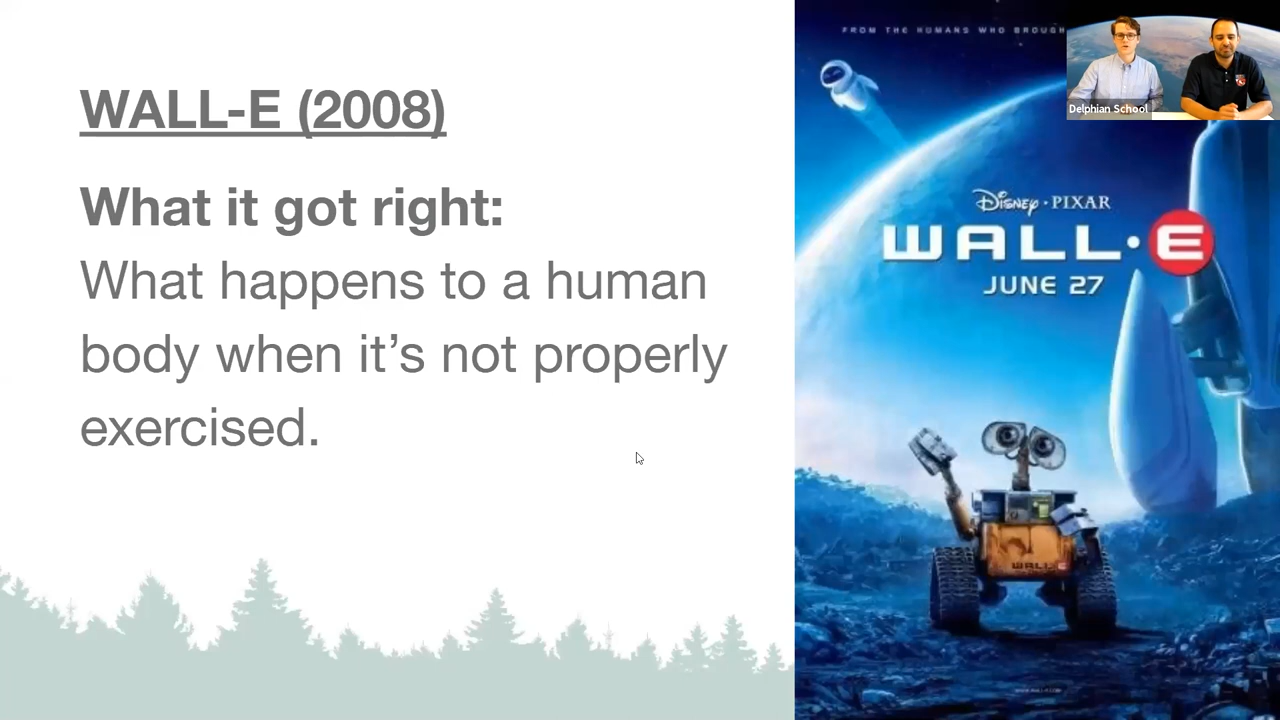 WALL-E (2008)
What it got right:
What happens to a human
body when it’s not properly
exercised.
FROM THE HUMANS WHO BROUGH
Delphian School
DISNEY · PIXAR
WALL·E
JUNE 27
WALL·E